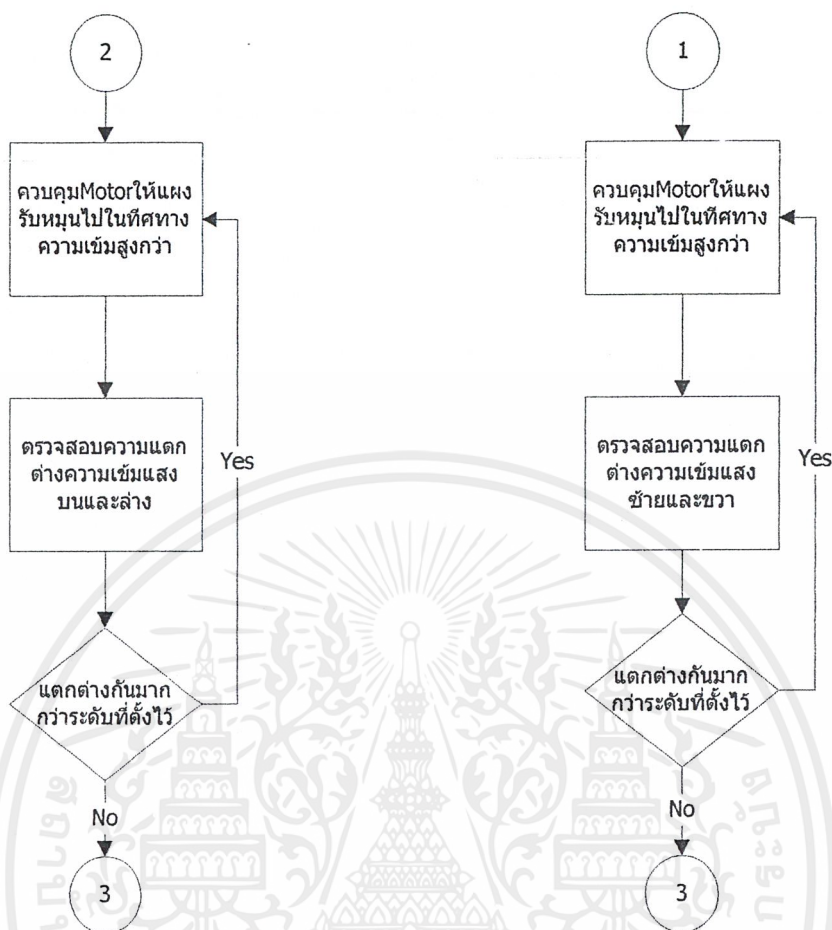 2
ควบคุมMotorให้แผง
รับหมุนไปในทิศทาง
ความเข้มสูงกว่า
ตรวจสอบความแตก
ต่างความเข้มแสง
บนและล่าง
Yes
แตกต่างกันมาก
กว่าระดับที่ตั้งไว้
No
3
1
ควบคุมMotorให้แผง
รับหมุนไปในทิศทาง
ความเข้มสูงกว่า
ตรวจสอบความแตก
ต่างความเข้มแสง
ซ้ายและขวา
Yes
แตกต่างกันมาก
กว่าระดับที่ตั้งไว้
No
3